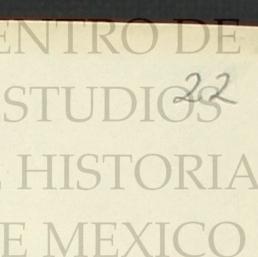 ENTRO DE
22
STUDIOS
HISTORIA
E MEXICO